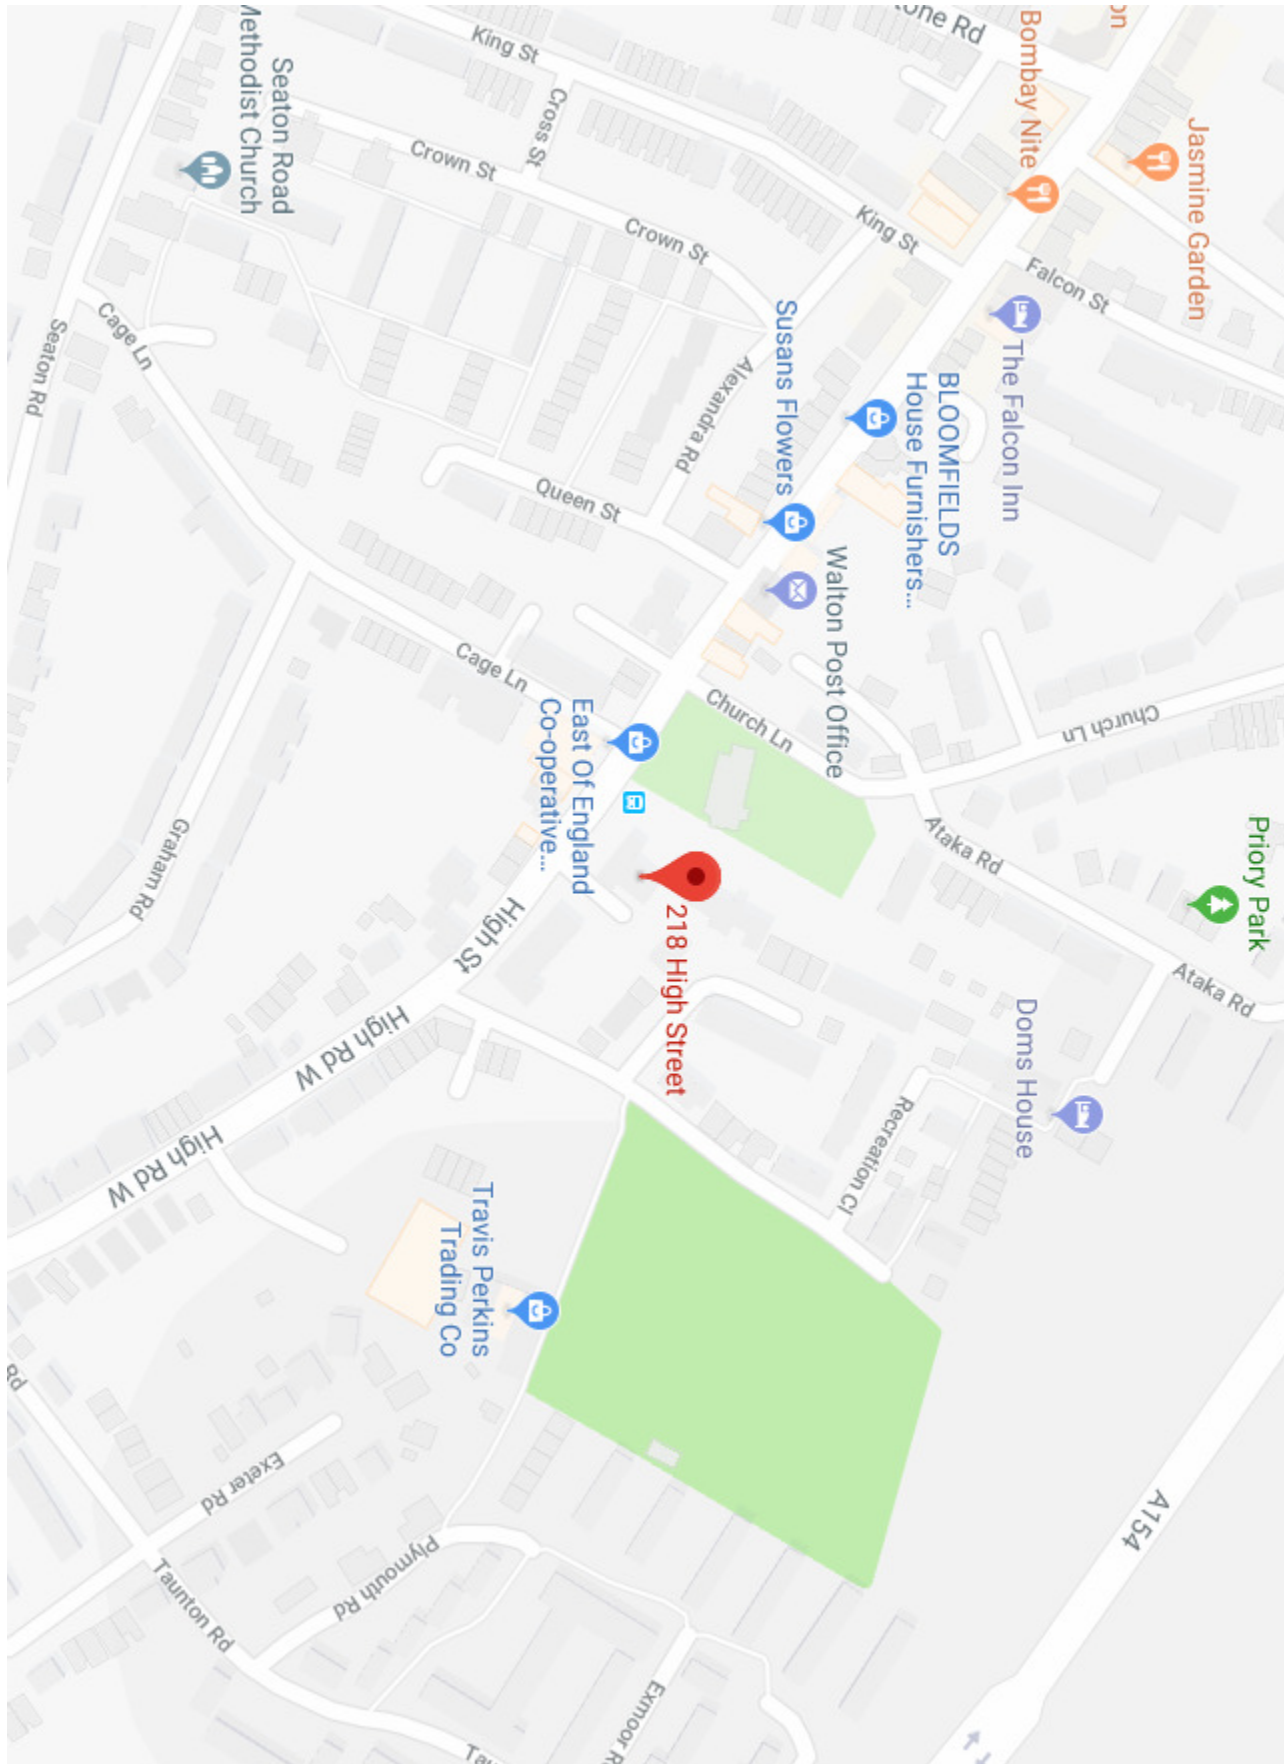 King St
Cross St
Crown St
Crown St
King St
Seaton Road
Methodist Church
Bombay Nite
Jasmine Garden
Falcon St
The Falcon Inn
BLOOMFIELDS
House Furnishers...
Susans Flowers
Alexandra Rd
Queen St
Walton Post Office
Cage Ln
Seaton Rd
Cage Ln
Church Ln
Church Ln
East Of England
Co-operative...
Ataka Rd
Ataka Rd
Priory Park
218 High Street
High St
Graham Rd
High Rd W
High Rd W
Doms House
Recreation Cl
Travis Perkins
Trading Co
A154
Exeter Rd
Plymouth Rd
Taunton Rd
Exmoor R
Rd